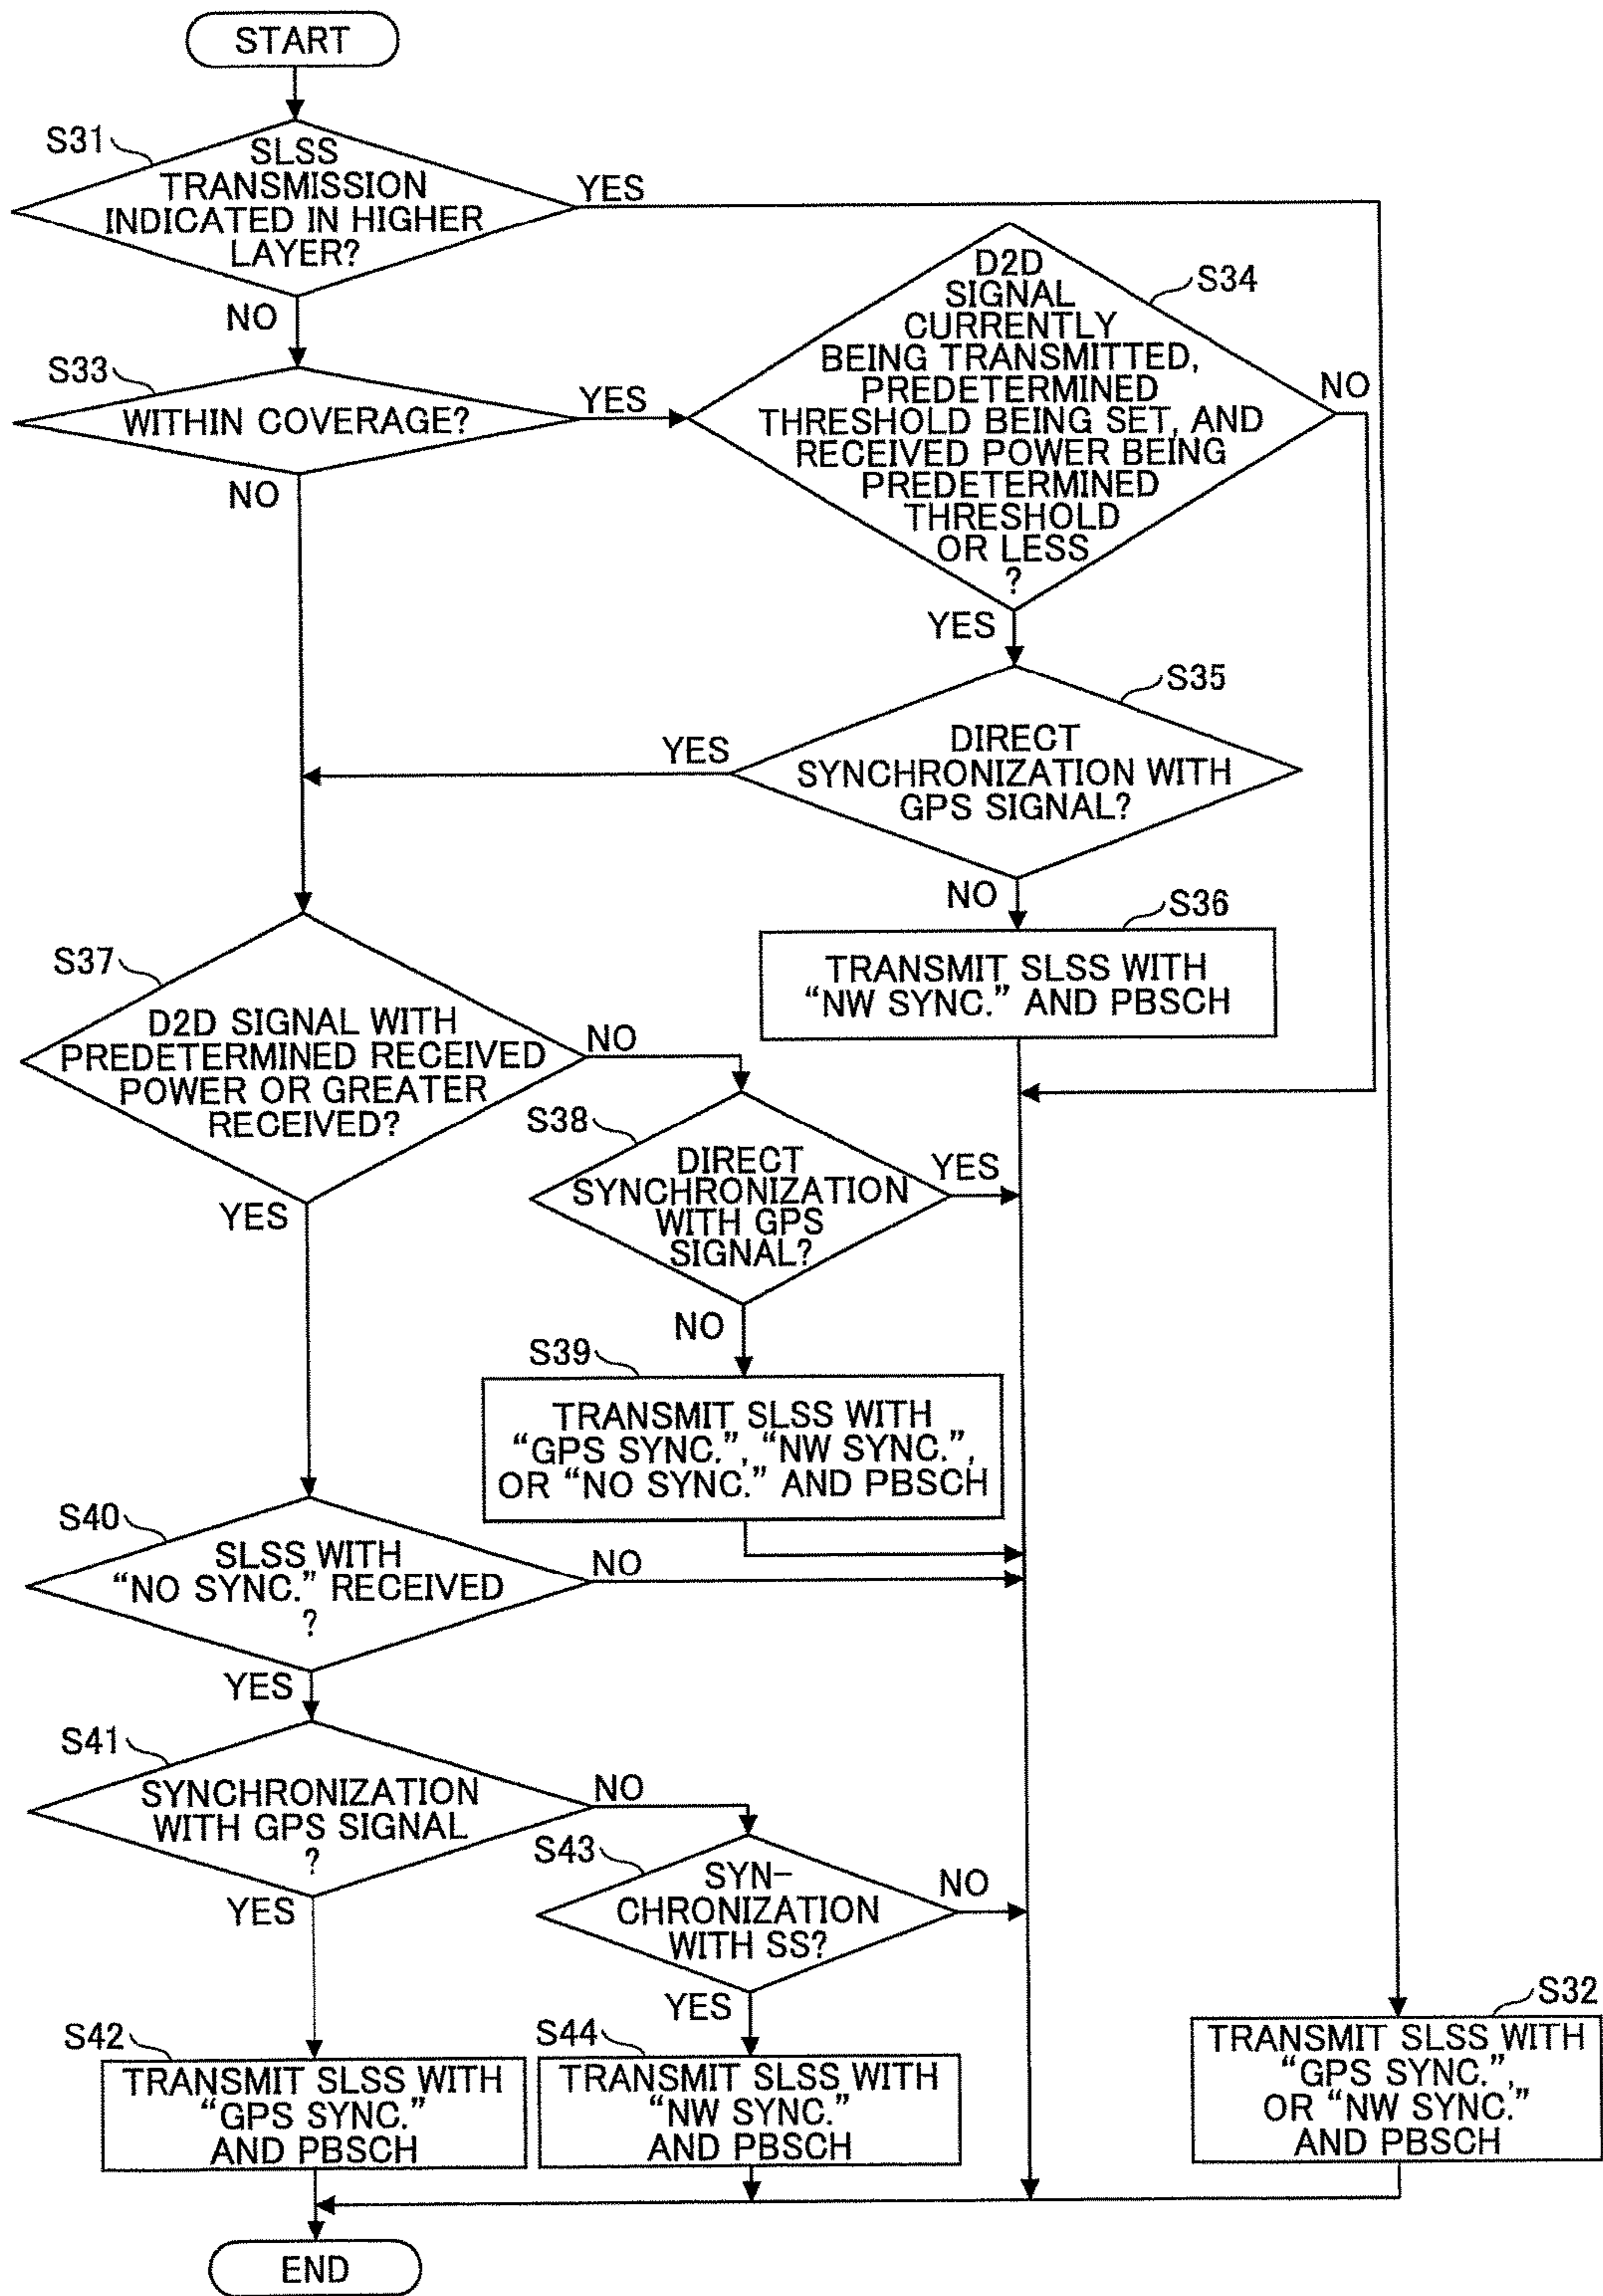 START
S31
SLSS
TRANSMISSION
INDICATED IN HIGHER
LAYER?
YES
NO
D2D
SIGNAL
CURRENTLY
BEING TRANSMITTED,
PREDETERMINED
THRESHOLD BEING SET, AND
RECEIVED POWER BEING
PREDETERMINED
THRESHOLD
OR LESS
?
S34
NO
YES
S33
WITHIN COVERAGE?
YES
NO
S35
DIRECT
SYNCHRONIZATION WITH
GPS SIGNAL?
YES
NO
S36
TRANSMIT SLSS WITH
“NW SYNC.” AND PBSCH
S37
D2D SIGNAL WITH
PREDETERMINED RECEIVED
POWER OR GREATER
RECEIVED?
NO
YES
S38
DIRECT
SYNCHRONIZATION
WITH GPS
SIGNAL?
YES
NO
S39
TRANSMIT SLSS WITH
“GPS SYNC.”, “NW SYNC.”,
OR “NO SYNC.” AND PBSCH
S40
SLSS WITH
“NO SYNC.” RECEIVED
?
NO
YES
S41
SYNCHRONIZATION
WITH GPS SIGNAL
?
NO
YES
S43
SYN-
CHRONIZATION
WITH SS?
NO
YES
S42
TRANSMIT SLSS WITH
“GPS SYNC.”
AND PBSCH
S44
TRANSMIT SLSS WITH
“NW SYNC.”
AND PBSCH
S32
TRANSMIT SLSS WITH
“GPS SYNC.”,
OR “NW SYNC.”
AND PBSCH
END